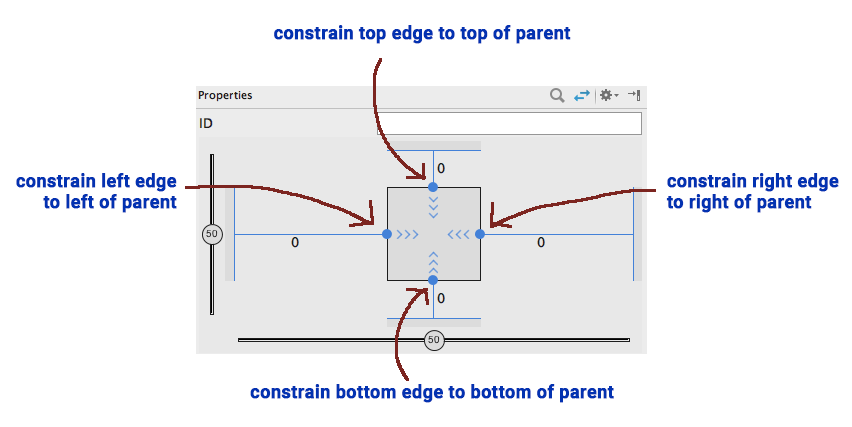 constrain top edge to top of parent
Properties
ID
0
constrain left edge
to left of parent
constrain right edge
to right of parent
50
0
0
0
50
constrain bottom edge to bottom of parent